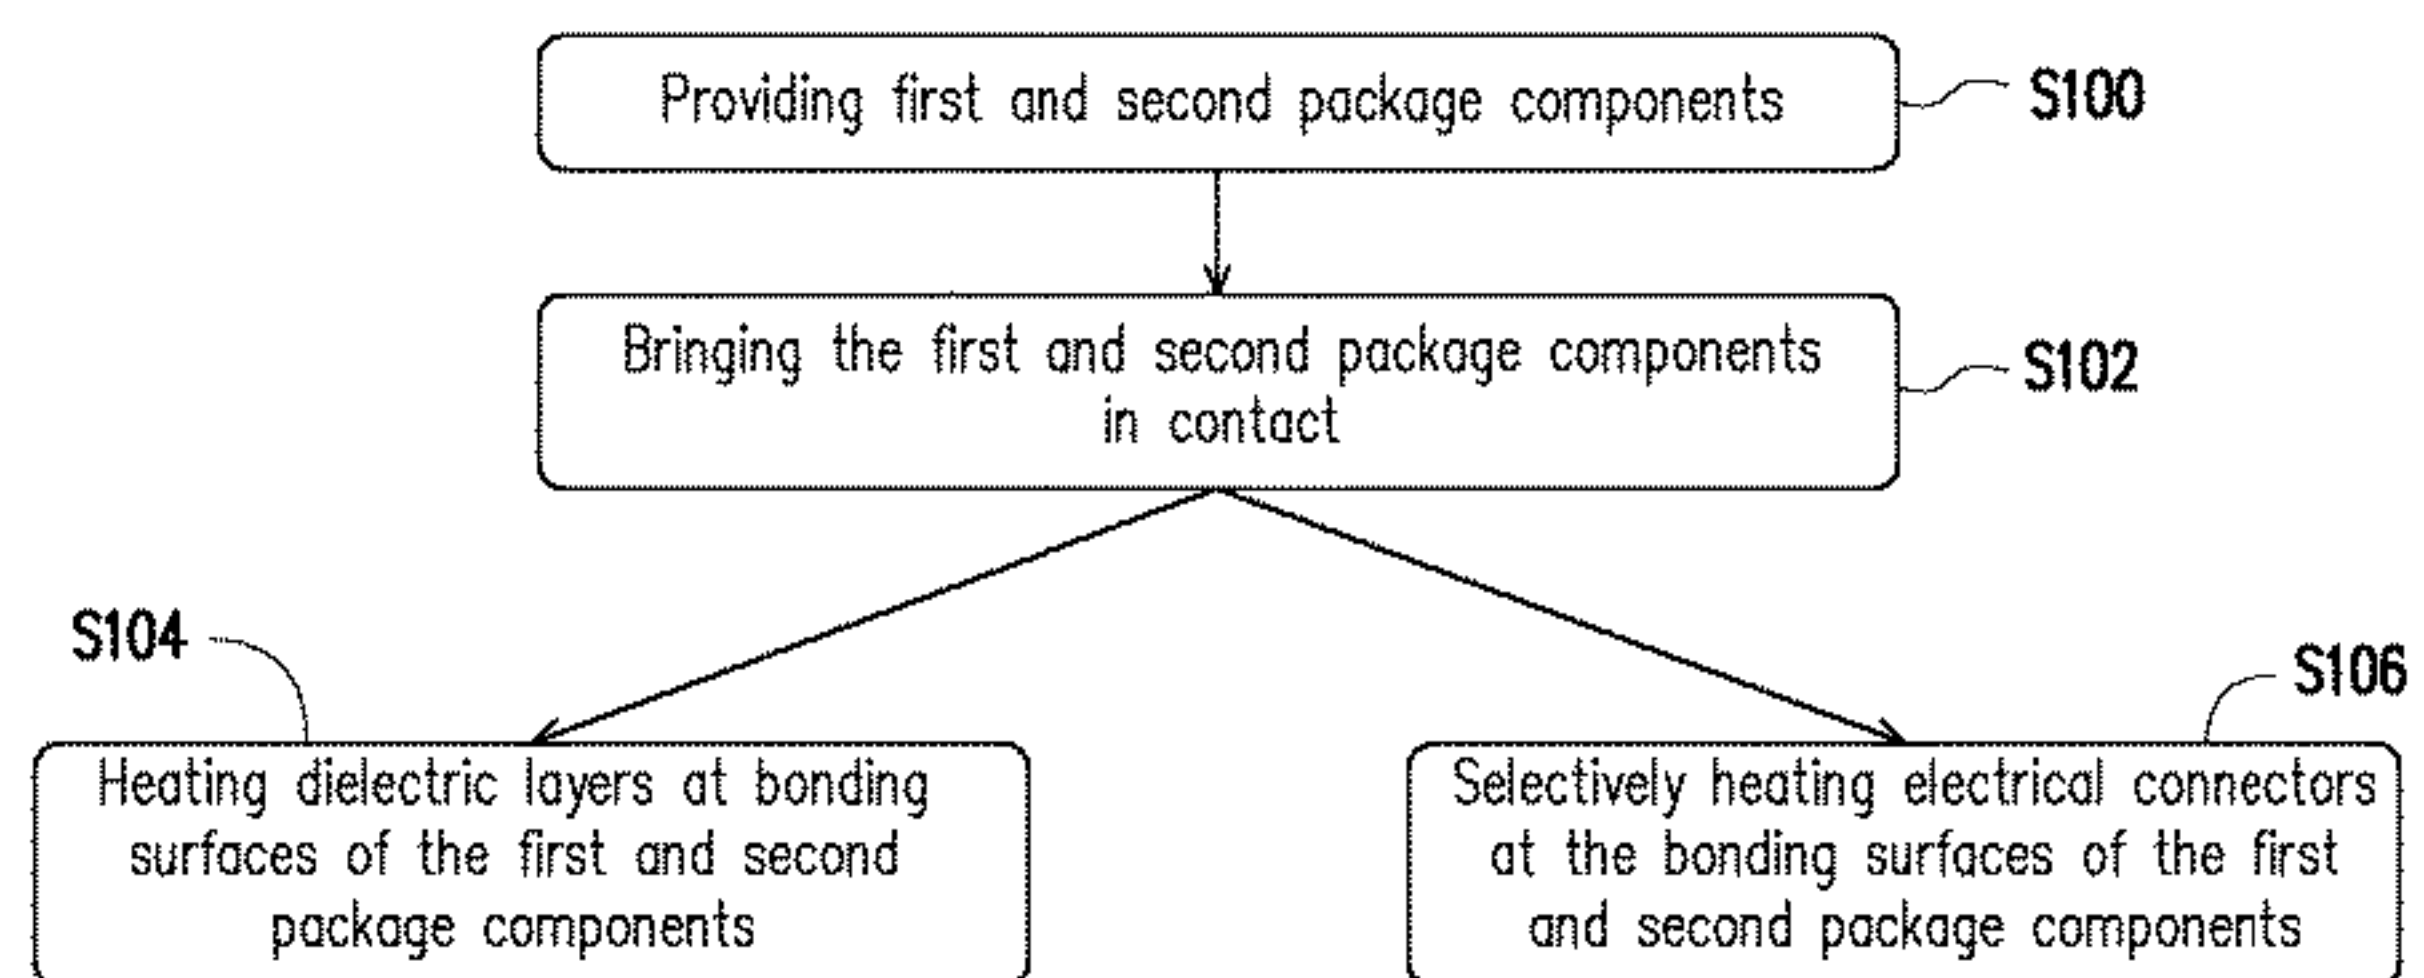 Providing first and second package components
S100
Bringing the first and second package components
in contact
S102
S104
Heating dielectric layers at bonding
surfaces of the first and second
package components
S106
Selectively heating electrical connectors
at the bonding surfaces of the first
and second package components